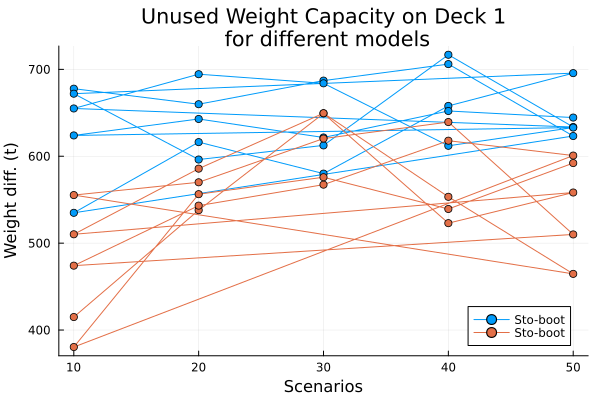 Unused Weight Capacity on Deck 1
for different models
Weight diff. (t)
700
600
500
400
10
20
30
40
50
Scenarios
Sto-boot
Sto-boot